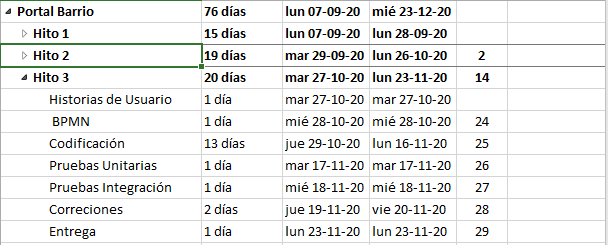 Portal Barrio 76 días lun 07-09-20 mié 23-12-20
Hito 1 15 días lun 07-09-20 lun 28-09-20
Hito 2 19 días mar 29-09-20 lun 26-10-20 2
Hito 3 20 días mar 27-10-20 lun 23-11-20 14
Historias de Usuario 1 día mar 27-10-20 mar 27-10-20
BPMN 1 día mié 28-10-20 mié 28-10-20 24
Codificación 13 días jue 29-10-20 lun 16-11-20 25
Pruebas Unitarias 1 día mar 17-11-20 mar 17-11-20 26
Pruebas Integración 1 día mié 18-11-20 mié 18-11-20 27
Correciones 2 días jue 19-11-20 vie 20-11-20 28
Entrega 1 día lun 23-11-20 lun 23-11-20 29